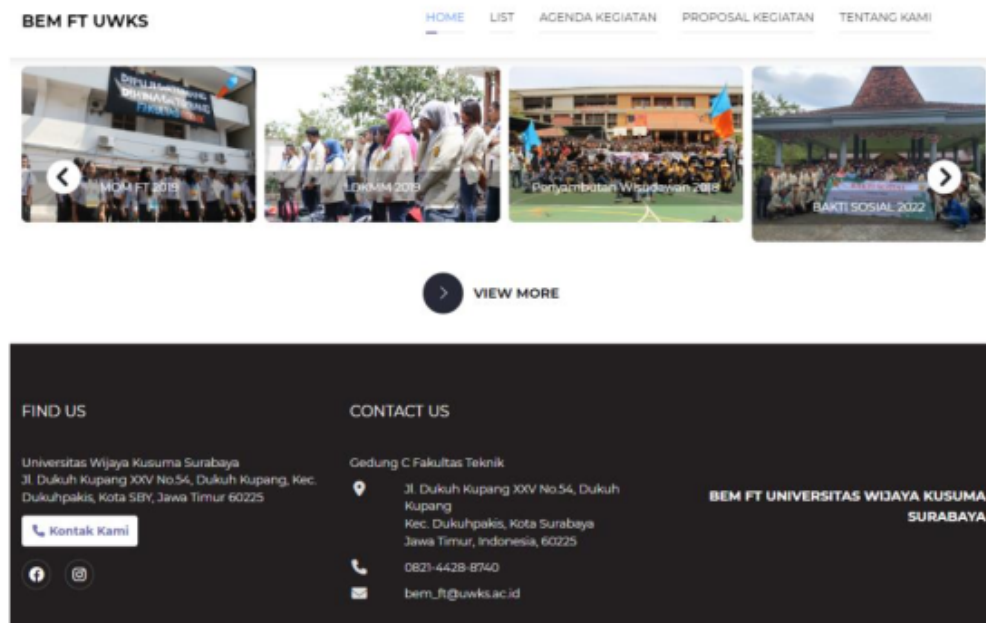 BEM FT UWKS
HOME LIST AGENDA KEGIATAN PROPOSAL KEGIATAN TENTANG KAMI
DIPUJI
MOM FT 2019
LDKMM 2019
Penyambutan Wisudawan 2018
BAKTI SOSIAL 2022
VIEW MORE
FIND US
Universitas Wijaya Kusuma Surabaya
Jl. Dukuh Kupang XXV No.54, Dukuh Kupang, Kec.
Dukuhpakis, Kota SBY, Jawa Timur 60225
Kontak Kami
CONTACT US
Gedung C Fakultas Teknik
Jl. Dukuh Kupang XXV No.54, Dukuh
Kupang
Kec. Dukuhpakis, Kota Surabaya
Jawa Timur, Indonesia, 60225
0821-4428-8740
bem_ft@uwks.ac.id
BEM FT UNIVERSITAS WIJAYA KUSUMA
SURABAYA